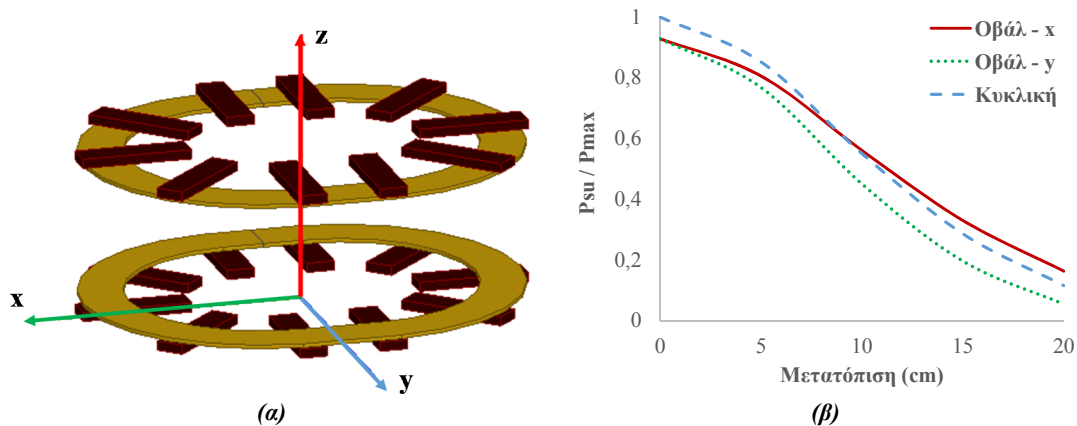 z
x
y
(α)
Psu / Pmax
1
0,8
0,6
0,4
0,2
0
0 5 10 15 20
Μετατόπιση (cm)
Οβάλ - x
Οβάλ - y
Κυκλική
(β)